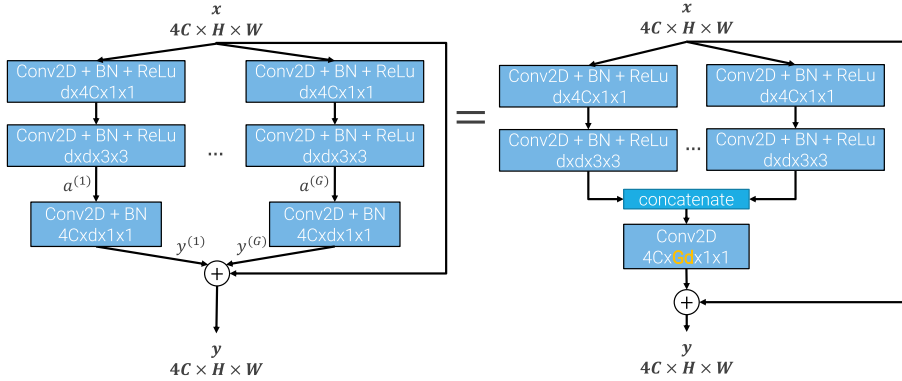 x
4C × H × W
Conv2D + BN + ReLu
dx4Cx1x1
Conv2D + BN + ReLu
dx4Cx1x1
Conv2D + BN + ReLu
dxdx3x3
...
Conv2D + BN + ReLu
dxdx3x3
a⁽¹⁾
a⁽ᴳ⁾
Conv2D + BN
4Cxdx1x1
Conv2D + BN
4Cxdx1x1
y⁽¹⁾
y⁽ᴳ⁾
+
y
4C × H × W
=
x
4C × H × W
Conv2D + BN + ReLu
dx4Cx1x1
Conv2D + BN + ReLu
dx4Cx1x1
Conv2D + BN + ReLu
dxdx3x3
...
Conv2D + BN + ReLu
dxdx3x3
concatenate
Conv2D
4CxGdx1x1
+
y
4C × H × W